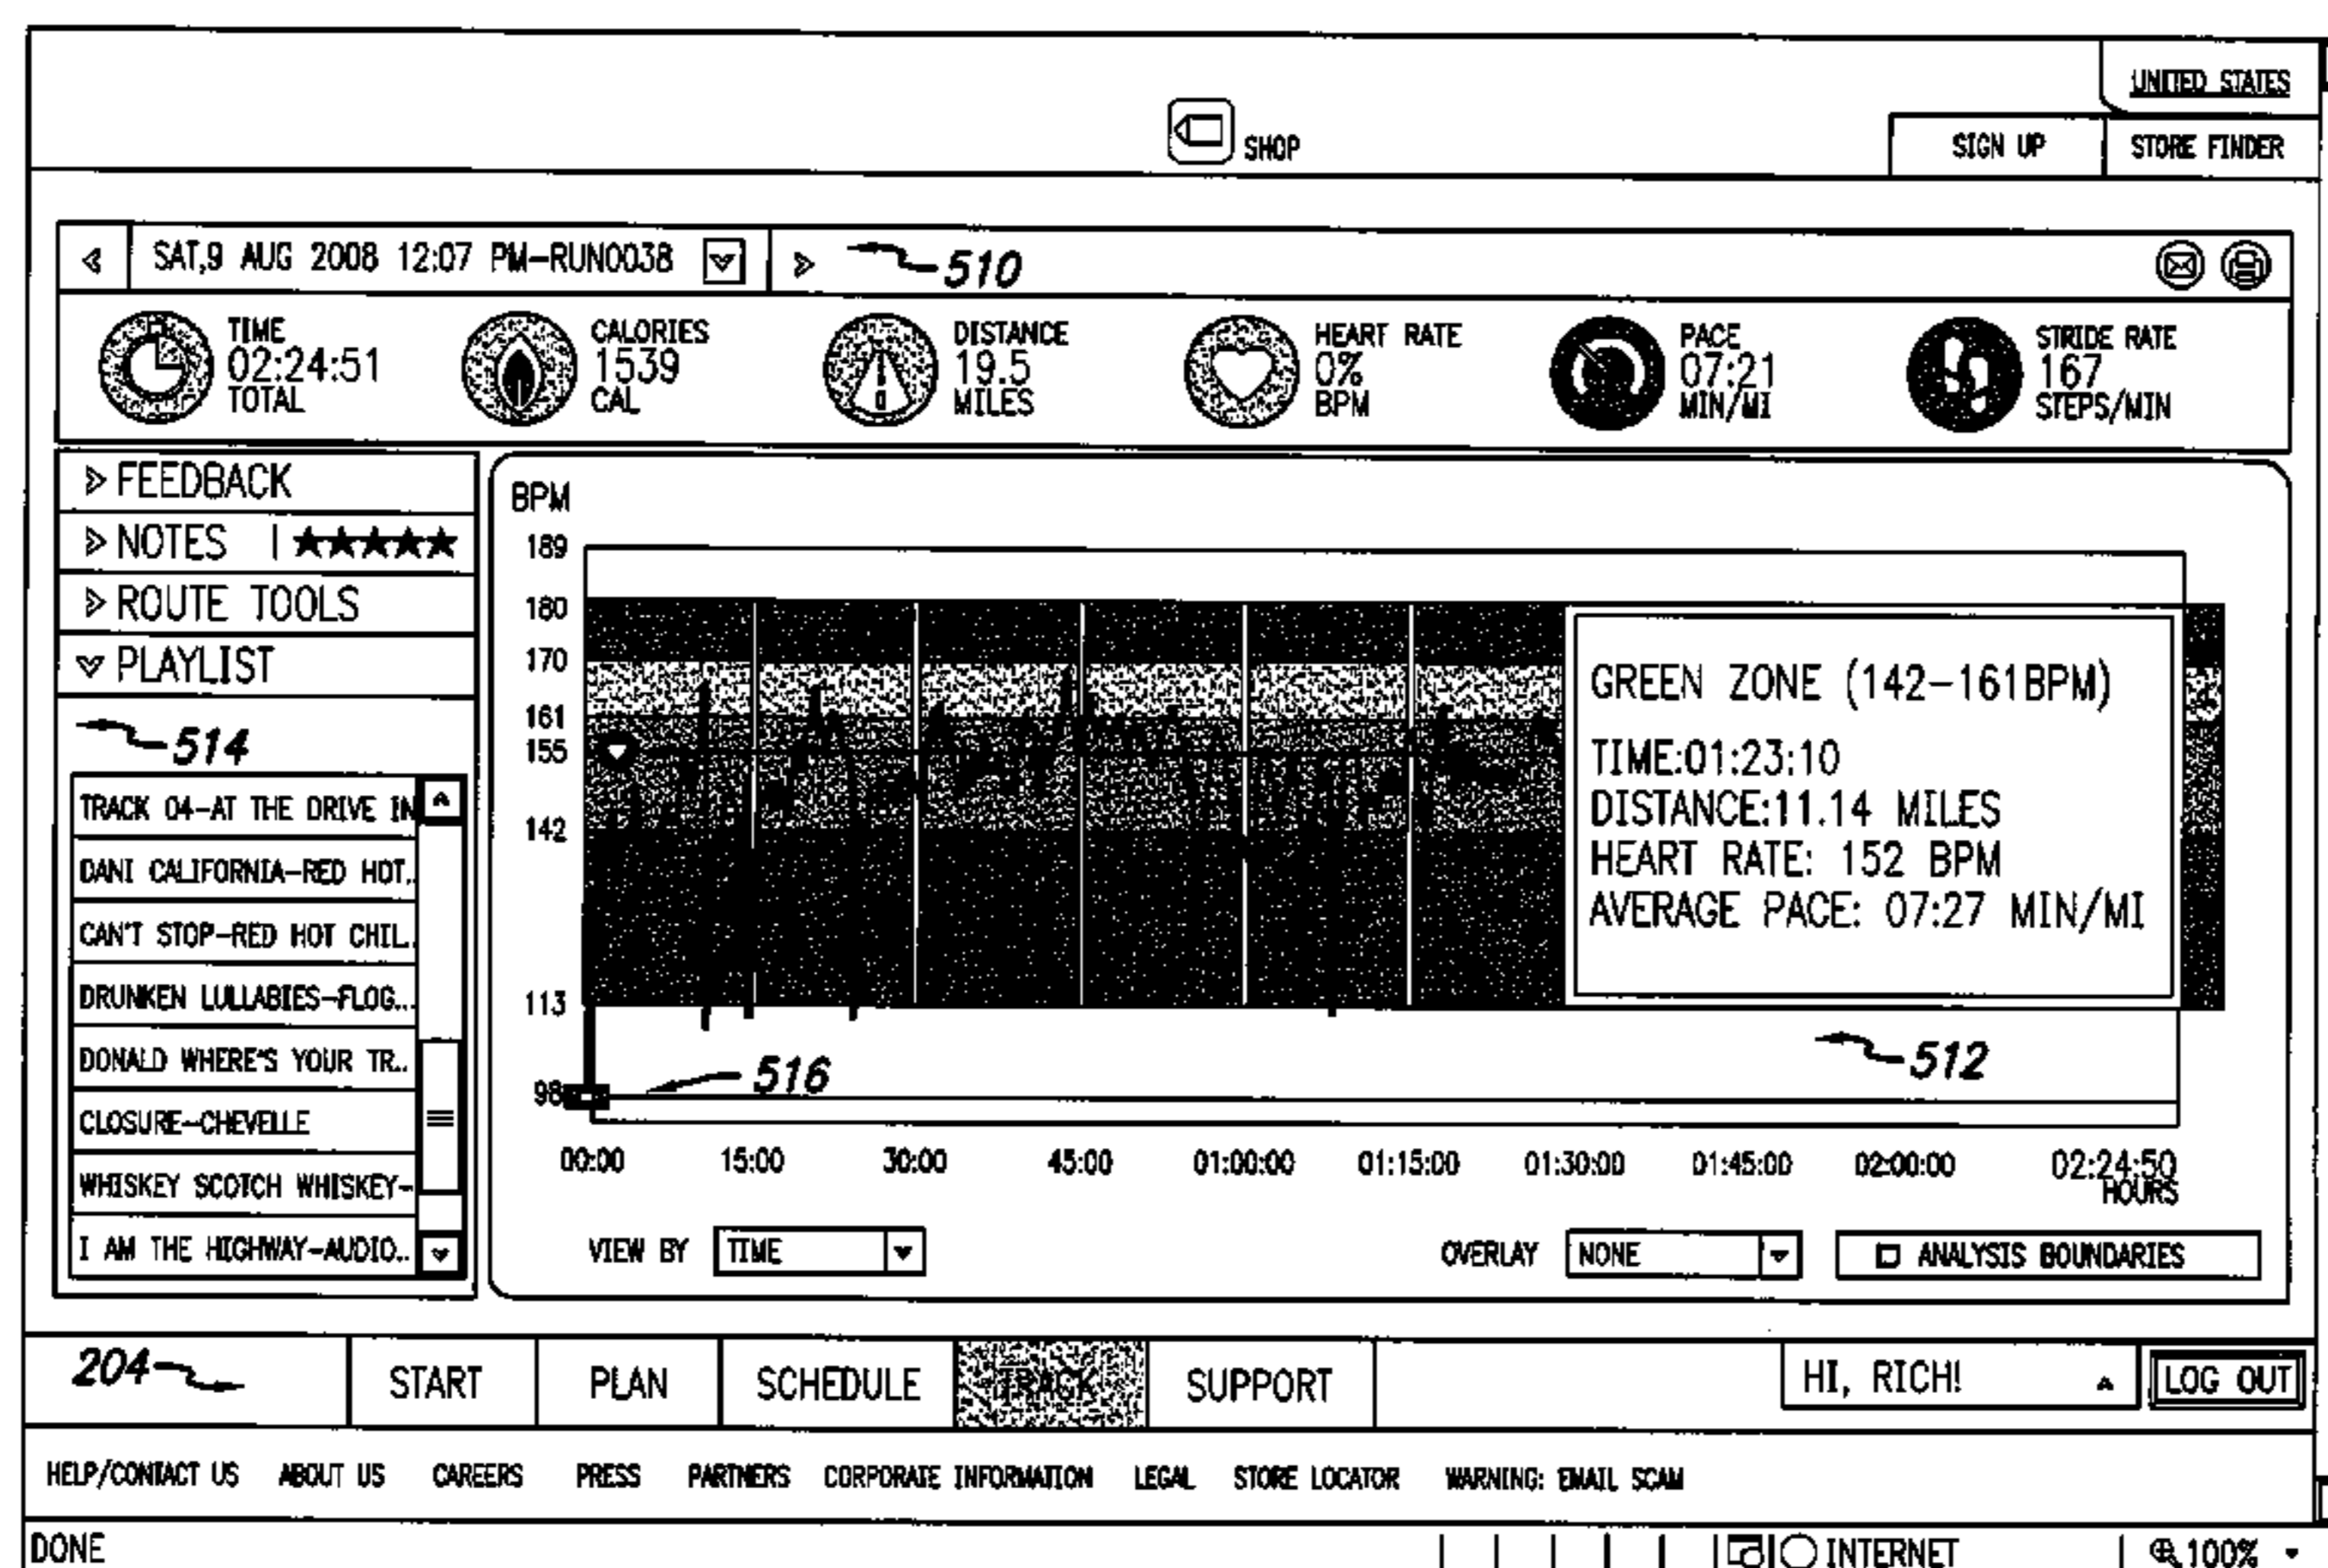 UNITED STATES
SHOP
SIGN UP
STORE FINDER
SAT,9 AUG 2008 12:07 PM-RUN0038
510
TIME
02:24:51
TOTAL
CALORIES
1539
CAL
DISTANCE
19.5
MILES
HEART RATE
0%
BPM
PACE
07:21
MIN/MI
STRIDE RATE
167
STEPS/MIN
FEEDBACK
NOTES | ★★★★★
ROUTE TOOLS
PLAYLIST
514
TRACK 04-AT THE DRIVE IN
DANI CALIFORNIA-RED HOT..
CAN'T STOP-RED HOT CHIL.
DRUNKEN LULLABIES-FLOG...
DONALD WHERE'S YOUR TR..
CLOSURE-CHEVELLE
WHISKEY SCOTCH WHISKEY-
I AM THE HIGHWAY-AUDIO..
BPM
189
180
170
161
155
142
113
98
GREEN ZONE (142-161BPM)
TIME:01:23:10
DISTANCE:11.14 MILES
HEART RATE: 152 BPM
AVERAGE PACE: 07:27 MIN/MI
512
516
00:00 15:00 30:00 45:00 01:00:00 01:15:00 01:30:00 01:45:00 02:00:00 02:24:50
HOURS
VIEW BY TIME
OVERLAY NONE
ANALYSIS BOUNDARIES
204
START PLAN SCHEDULE TRACK SUPPORT
HI, RICH!
LOG OUT
HELP/CONTACT US ABOUT US CAREERS PRESS PARTNERS CORPORATE INFORMATION LEGAL STORE LOCATOR WARNING: EMAIL SCAM
DONE
INTERNET
100%